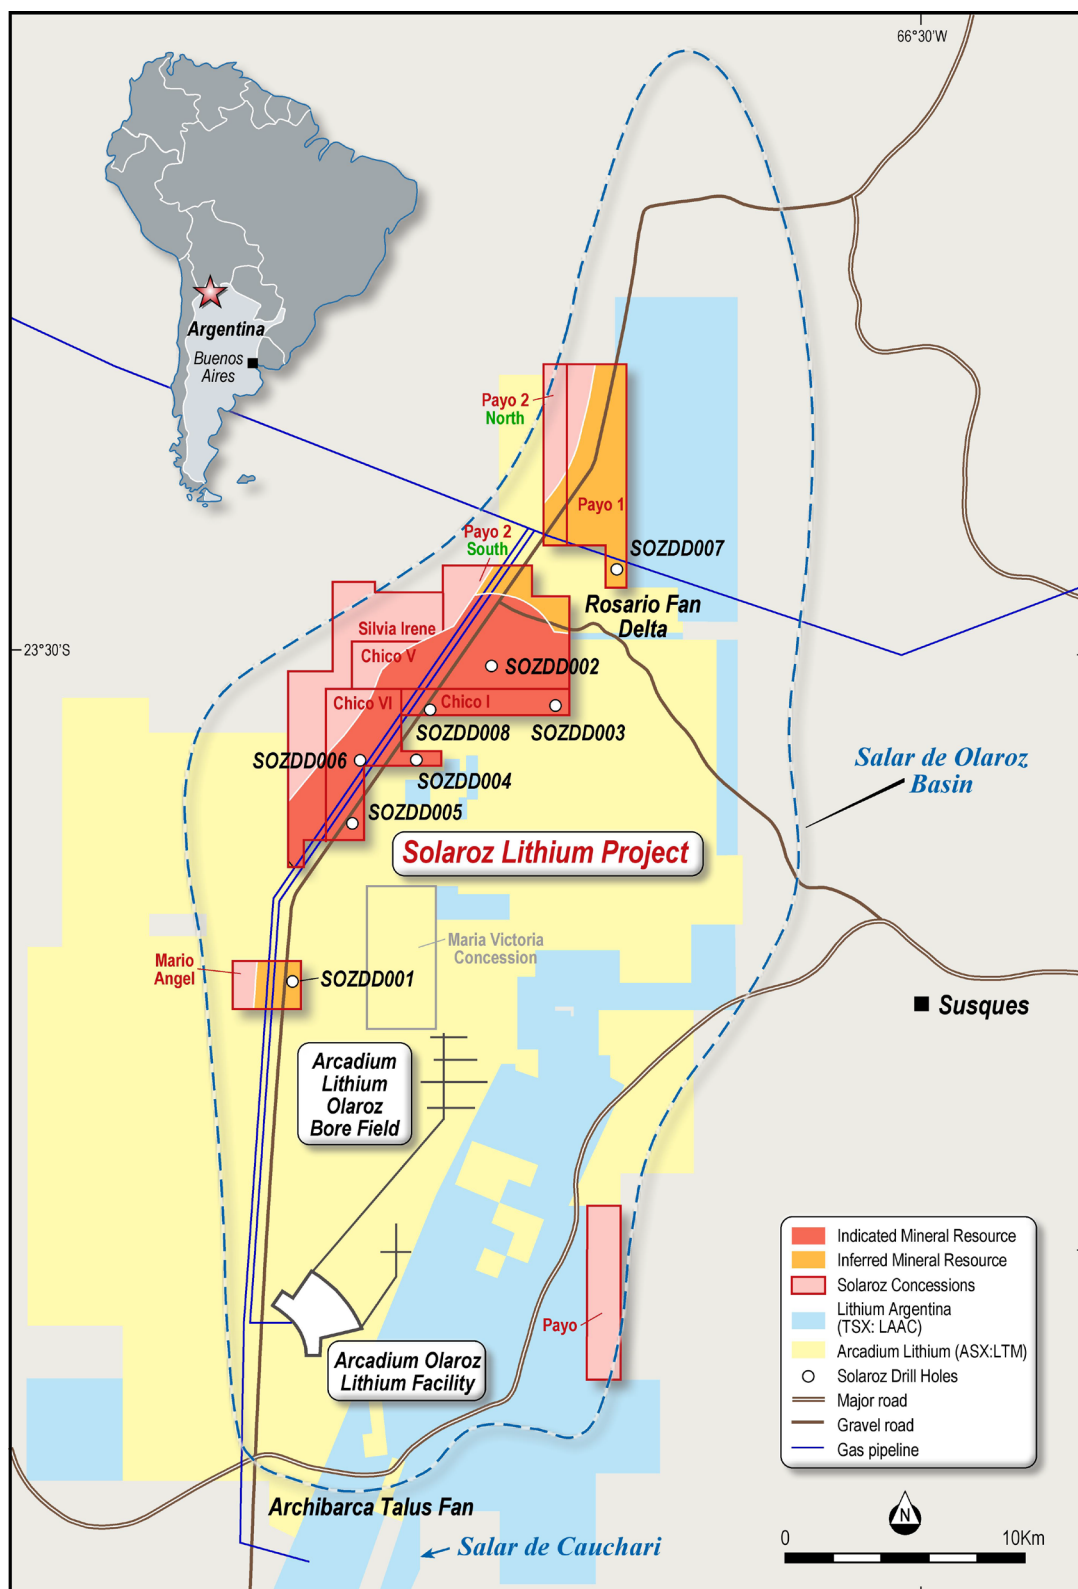 66°30'W
Argentina
Buenos
Aires
Payo 2
North
Payo 1
Payo 2
South
SOZDD007
Rosario Fan
Delta
Silvia Irene
23°30'S
Chico V
SOZDD002
Chico VI
Chico I
SOZDD008
SOZDD003
SOZDD006
SOZDD004
Salar de Olaroz
Basin
SOZDD005
Solaroz Lithium Project
Maria Victoria
Concession
Mario
Angel
SOZDD001
Susques
Arcadium
Lithium
Olaroz
Bore Field
Payo
Arcadium Olaroz
Lithium Facility
Indicated Mineral Resource
Inferred Mineral Resource
Solaroz Concessions
Lithium Argentina
(TSX: LAAC)
Arcadium Lithium (ASX:LTM)
Solaroz Drill Holes
Major road
Gravel road
Gas pipeline
Archibarca Talus Fan
Salar de Cauchari
N
0 10Km